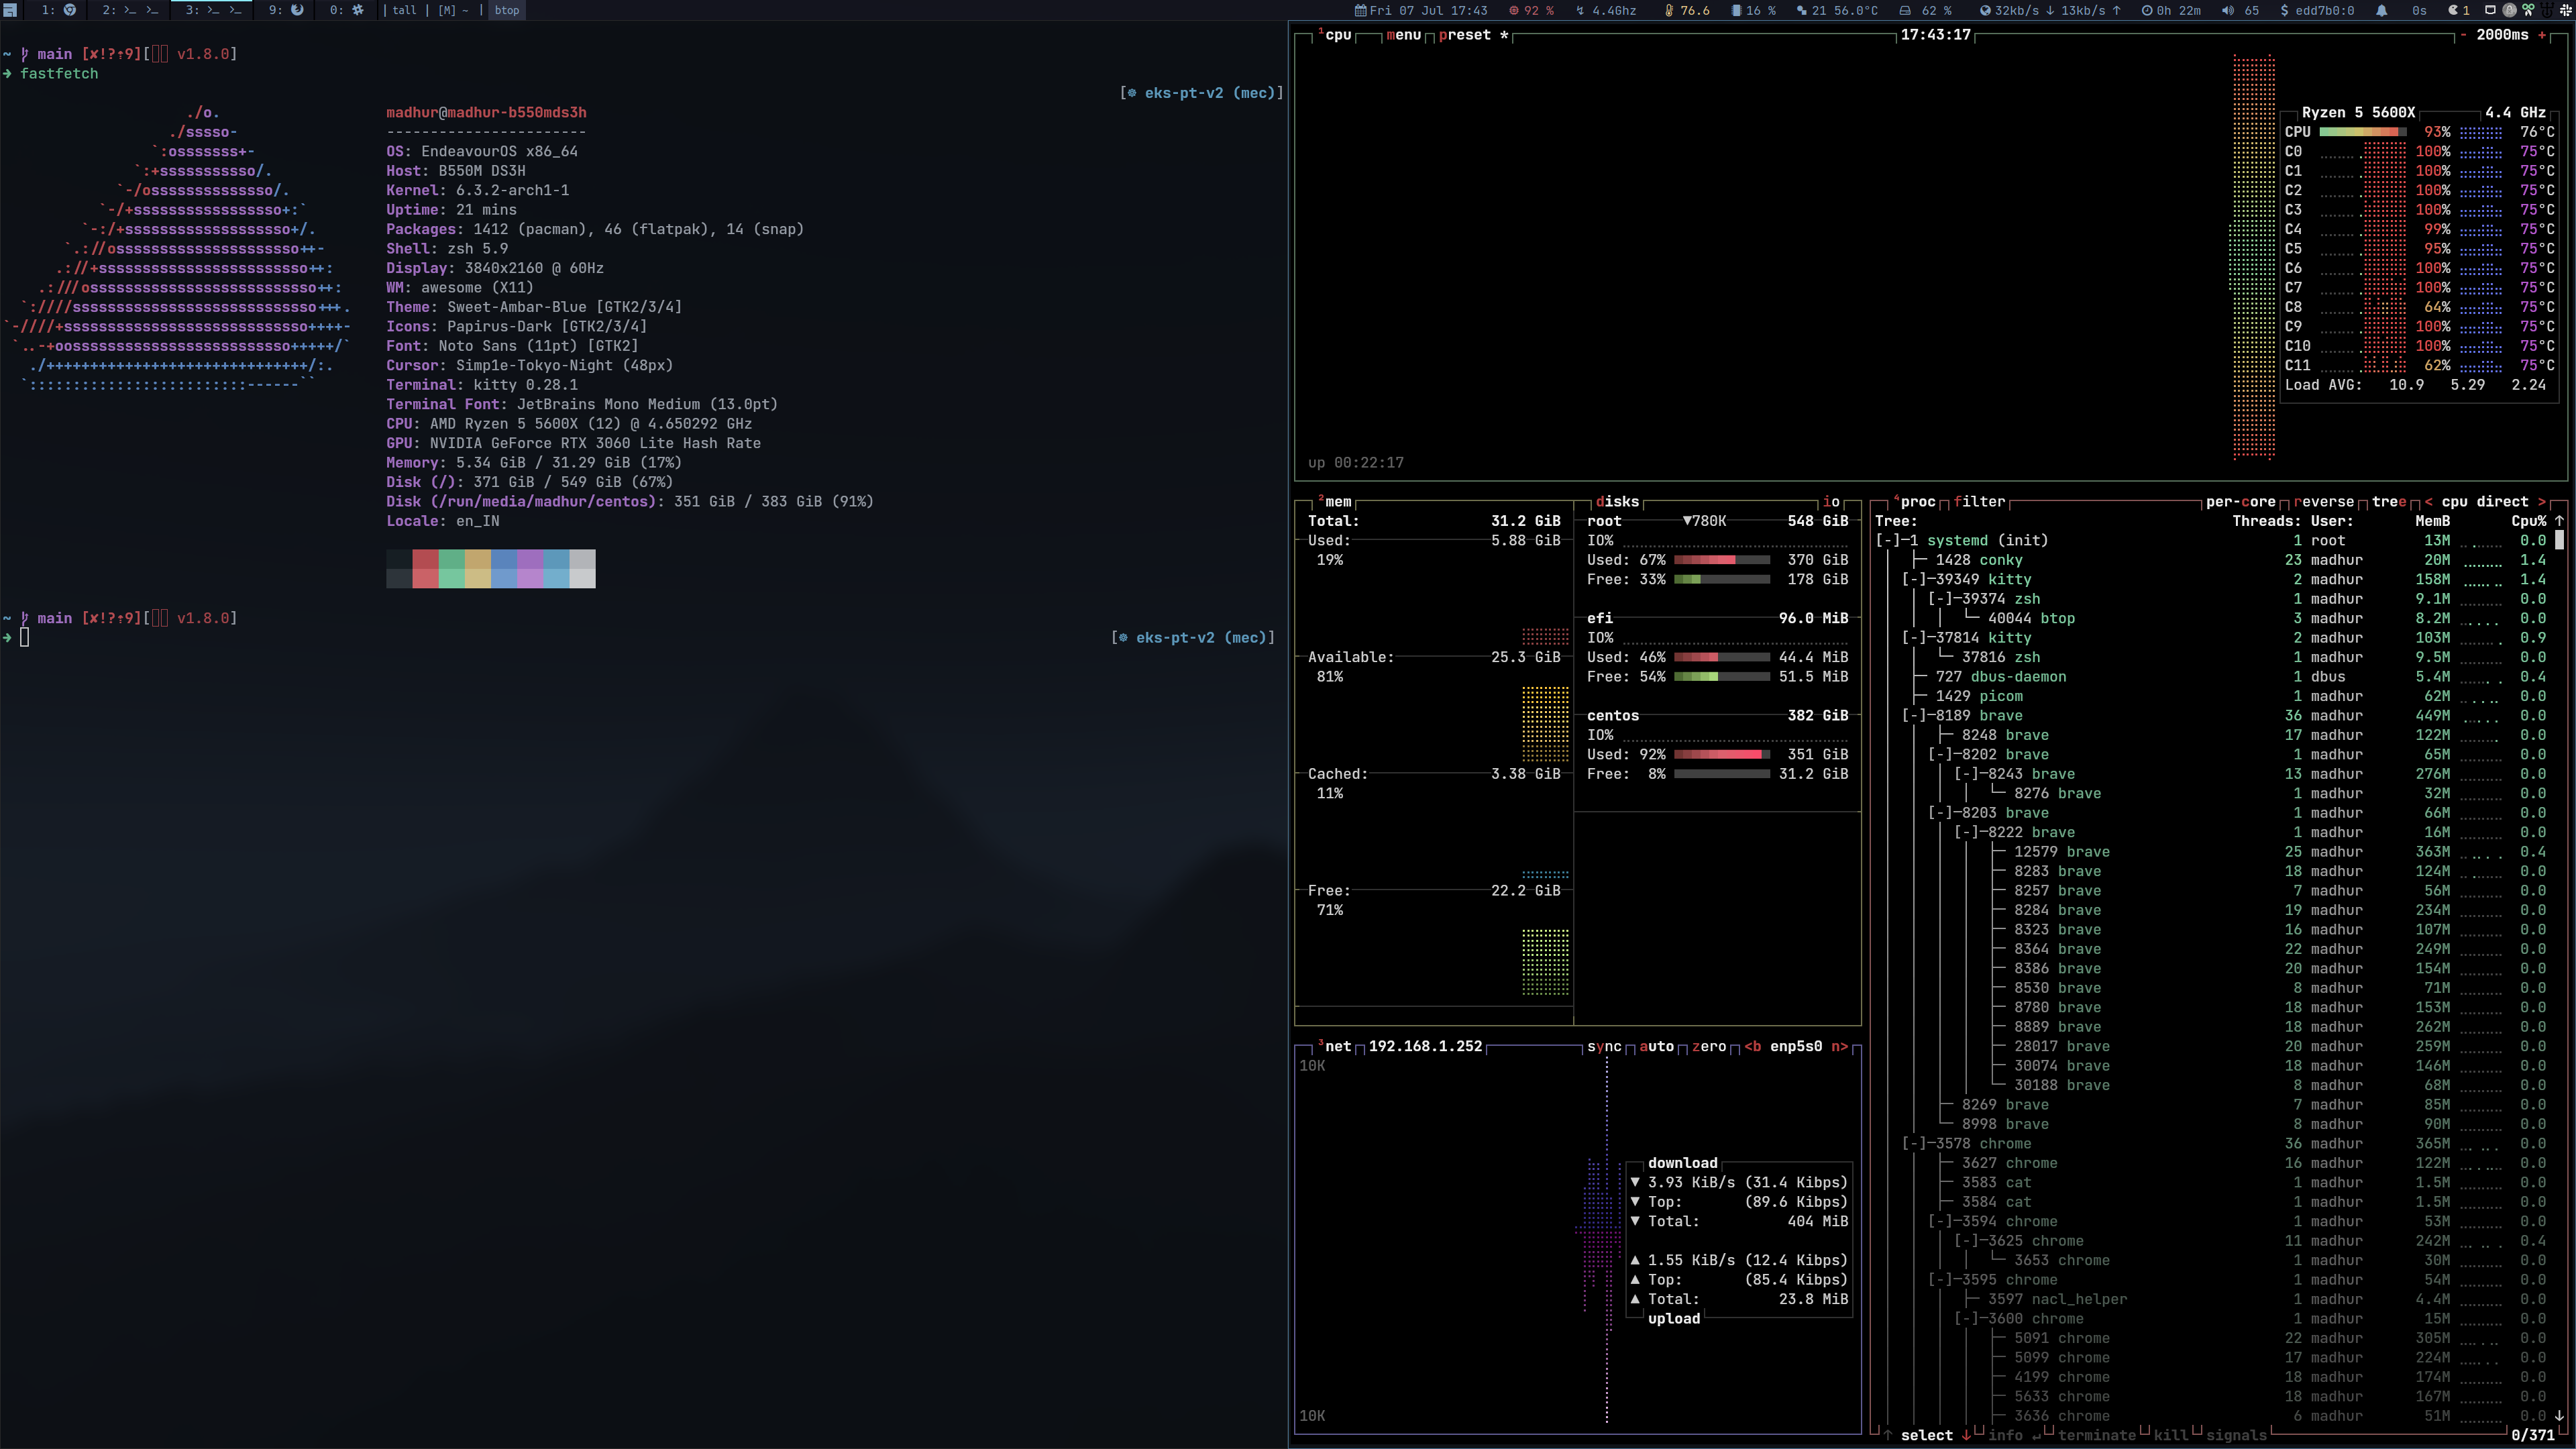 1: 2: 3: 9: 0: | tall | [M] ~ | btop
Fri 07 Jul 17:43 92 % 4.4Ghz 76.6 16 % 21 56.0°C 62 % 32kb/s ↓ 13kb/s ↑ 0h 22m 65 $ edd7b0:0 0s 1
~ main [✘!?⇡9][ v1.8.0]
➜ fastfetch
[☸ eks-pt-v2 (mec)]
madhur@madhur-b550mds3h
-----------------------
OS: EndeavourOS x86_64
Host: B550M DS3H
Kernel: 6.3.2-arch1-1
Uptime: 21 mins
Packages: 1412 (pacman), 46 (flatpak), 14 (snap)
Shell: zsh 5.9
Display: 3840x2160 @ 60Hz
WM: awesome (X11)
Theme: Sweet-Ambar-Blue [GTK2/3/4]
Icons: Papirus-Dark [GTK2/3/4]
Font: Noto Sans (11pt) [GTK2]
Cursor: Simp1e-Tokyo-Night (48px)
Terminal: kitty 0.28.1
Terminal Font: JetBrains Mono Medium (13.0pt)
CPU: AMD Ryzen 5 5600X (12) @ 4.650292 GHz
GPU: NVIDIA GeForce RTX 3060 Lite Hash Rate
Memory: 5.34 GiB / 31.29 GiB (17%)
Disk (/): 371 GiB / 549 GiB (67%)
Disk (/run/media/madhur/centos): 351 GiB / 383 GiB (91%)
Locale: en_IN
~ main [✘!?⇡9][ v1.8.0]
➜
[☸ eks-pt-v2 (mec)]
¹cpu menu preset * 17:43:17 - 2000ms +
Ryzen 5 5600X 4.4 GHz
CPU 93% 76°C
C0 100% 75°C
C1 100% 75°C
C2 100% 75°C
C3 100% 75°C
C4 99% 75°C
C5 95% 75°C
C6 100% 75°C
C7 100% 75°C
C8 64% 75°C
C9 100% 75°C
C10 100% 75°C
C11 62% 75°C
Load AVG: 10.9 5.29 2.24
up 00:22:17
²mem
Total: 31.2 GiB
Used: 5.88 GiB
19%
Available: 25.3 GiB
81%
Cached: 3.38 GiB
11%
Free: 22.2 GiB
71%
disks io
root ▼780K 548 GiB
IO%
Used: 67% 370 GiB
Free: 33% 178 GiB
efi 96.0 MiB
IO%
Used: 46% 44.4 MiB
Free: 54% 51.5 MiB
centos 382 GiB
IO%
Used: 92% 351 GiB
Free: 8% 31.2 GiB
³net 192.168.1.252 sync auto zero <b enp5s0 n>
10K
download
▼ 3.93 KiB/s (31.4 Kibps)
▼ Top: (89.6 Kibps)
▼ Total: 404 MiB
▲ 1.55 KiB/s (12.4 Kibps)
▲ Top: (85.4 Kibps)
▲ Total: 23.8 MiB
upload
10K
⁴proc filter per-core reverse tree < cpu direct >
Tree: Threads: User: MemB Cpu% ↑
[-]─1 systemd (init) 1 root 13M 0.0
├─ 1428 conky 23 madhur 20M 1.4
[-]─39349 kitty 2 madhur 158M 1.4
[-]─39374 zsh 1 madhur 9.1M 0.0
└─ 40044 btop 3 madhur 8.2M 0.0
[-]─37814 kitty 2 madhur 103M 0.9
└─ 37816 zsh 1 madhur 9.5M 0.0
├─ 727 dbus-daemon 1 dbus 5.4M 0.4
├─ 1429 picom 1 madhur 62M 0.0
[-]─8189 brave 36 madhur 449M 0.0
├─ 8248 brave 17 madhur 122M 0.0
[-]─8202 brave 1 madhur 65M 0.0
[-]─8243 brave 13 madhur 276M 0.0
└─ 8276 brave 1 madhur 32M 0.0
[-]─8203 brave 1 madhur 66M 0.0
[-]─8222 brave 1 madhur 16M 0.0
├─ 12579 brave 25 madhur 363M 0.4
├─ 8283 brave 18 madhur 124M 0.0
├─ 8257 brave 7 madhur 56M 0.0
├─ 8284 brave 19 madhur 234M 0.0
├─ 8323 brave 16 madhur 107M 0.0
├─ 8364 brave 22 madhur 249M 0.0
├─ 8386 brave 20 madhur 154M 0.0
├─ 8530 brave 8 madhur 71M 0.0
├─ 8780 brave 18 madhur 153M 0.0
├─ 8889 brave 18 madhur 262M 0.0
├─ 28017 brave 20 madhur 259M 0.0
├─ 30074 brave 18 madhur 146M 0.0
└─ 30188 brave 8 madhur 68M 0.0
├─ 8269 brave 7 madhur 85M 0.0
└─ 8998 brave 8 madhur 90M 0.0
[-]─3578 chrome 36 madhur 365M 0.0
├─ 3627 chrome 16 madhur 122M 0.0
├─ 3583 cat 1 madhur 1.5M 0.0
├─ 3584 cat 1 madhur 1.5M 0.0
[-]─3594 chrome 1 madhur 53M 0.0
[-]─3625 chrome 11 madhur 242M 0.4
└─ 3653 chrome 1 madhur 30M 0.0
[-]─3595 chrome 1 madhur 54M 0.0
├─ 3597 nacl_helper 1 madhur 4.4M 0.0
[-]─3600 chrome 1 madhur 15M 0.0
├─ 5091 chrome 22 madhur 305M 0.0
├─ 5099 chrome 17 madhur 224M 0.0
├─ 4199 chrome 18 madhur 174M 0.0
├─ 5633 chrome 18 madhur 167M 0.0
├─ 3636 chrome 6 madhur 51M 0.0 ↓
↑ select ↓ info ↵ terminate kill signals 0/371